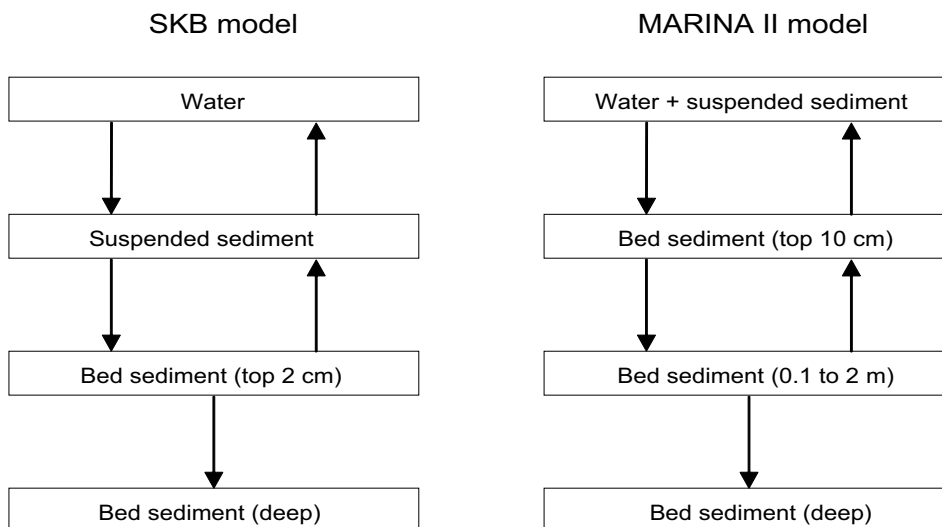 SKB model
Water
Suspended sediment
Bed sediment (top 2 cm)
Bed sediment (deep)
MARINA II model
Water + suspended sediment
Bed sediment (top 10 cm)
Bed sediment (0.1 to 2 m)
Bed sediment (deep)